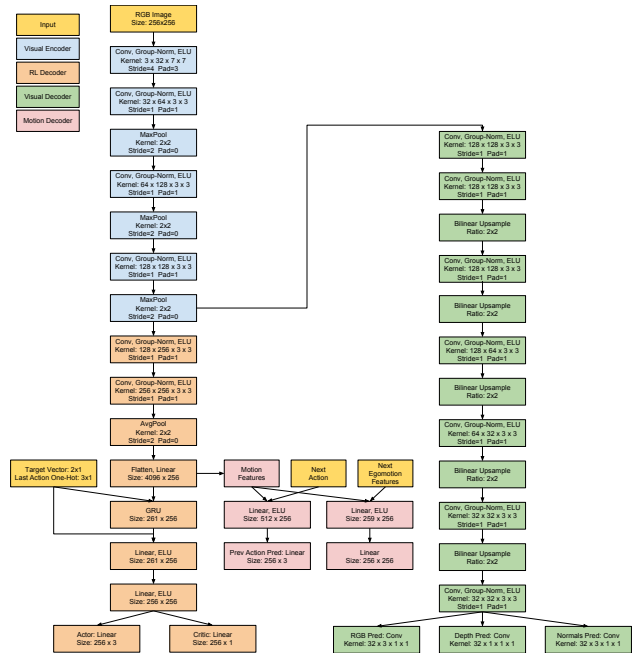 Input
Visual Encoder
RL Decoder
Visual Decoder
Motion Decoder
RGB Image
Size: 256x256
Conv, Group-Norm, ELU
Kernel: 3 x 32 x 7 x 7
Stride=4 Pad=3
Conv, Group-Norm, ELU
Kernel: 32 x 64 x 3 x 3
Stride=1 Pad=1
MaxPool
Kernel: 2x2
Stride=2 Pad=0
Conv, Group-Norm, ELU
Kernel: 64 x 128 x 3 x 3
Stride=1 Pad=1
MaxPool
Kernel: 2x2
Stride=2 Pad=0
Conv, Group-Norm, ELU
Kernel: 128 x 128 x 3 x 3
Stride=1 Pad=1
MaxPool
Kernel: 2x2
Stride=2 Pad=0
Conv, Group-Norm, ELU
Kernel: 128 x 256 x 3 x 3
Stride=1 Pad=1
Conv, Group-Norm, ELU
Kernel: 256 x 256 x 3 x 3
Stride=1 Pad=1
AvgPool
Kernel: 2x2
Stride=2 Pad=0
Target Vector: 2x1
Last Action One-Hot: 3x1
Flatten, Linear
Size: 4096 x 256
GRU
Size: 261 x 256
Linear, ELU
Size: 261 x 256
Linear, ELU
Size: 256 x 256
Actor: Linear
Size: 256 x 3
Critic: Linear
Size: 256 x 1
Motion
Features
Next
Action
Next
Egomotion
Features
Linear, ELU
Size: 512 x 256
Linear, ELU
Size: 259 x 256
Prev Action Pred: Linear
Size: 256 x 3
Linear
Size: 256 x 256
Conv, Group-Norm, ELU
Kernel: 128 x 128 x 3 x 3
Stride=1 Pad=1
Conv, Group-Norm, ELU
Kernel: 128 x 128 x 3 x 3
Stride=1 Pad=1
Bilinear Upsample
Ratio: 2x2
Conv, Group-Norm, ELU
Kernel: 128 x 128 x 3 x 3
Stride=1 Pad=1
Bilinear Upsample
Ratio: 2x2
Conv, Group-Norm, ELU
Kernel: 128 x 64 x 3 x 3
Stride=1 Pad=1
Bilinear Upsample
Ratio: 2x2
Conv, Group-Norm, ELU
Kernel: 64 x 32 x 3 x 3
Stride=1 Pad=1
Bilinear Upsample
Ratio: 2x2
Conv, Group-Norm, ELU
Kernel: 32 x 32 x 3 x 3
Stride=1 Pad=1
Bilinear Upsample
Ratio: 2x2
Conv, Group-Norm, ELU
Kernel: 32 x 32 x 3 x 3
Stride=1 Pad=1
RGB Pred: Conv
Kernel: 32 x 3 x 1 x 1
Depth Pred: Conv
Kernel: 32 x 1 x 1 x 1
Normals Pred: Conv
Kernel: 32 x 3 x 1 x 1